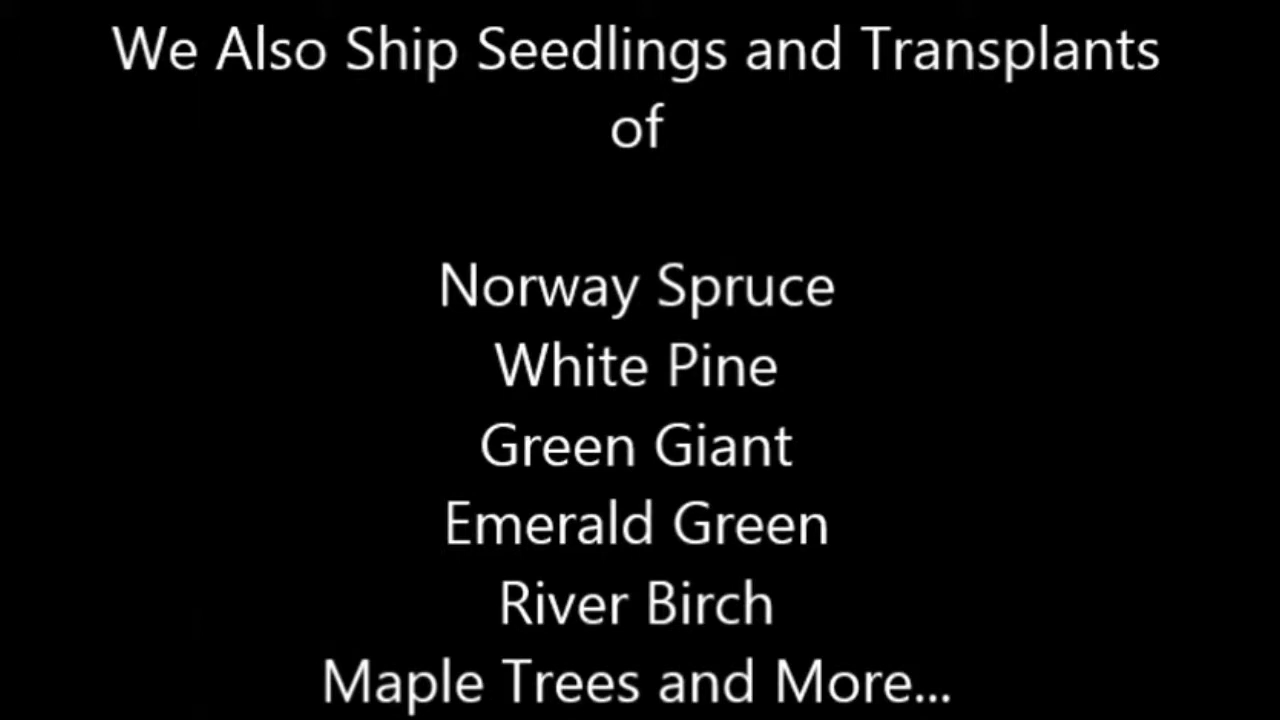 We Also Ship Seedlings and Transplants
of
Norway Spruce
White Pine
Green Giant
Emerald Green
River Birch
Maple Trees and More...